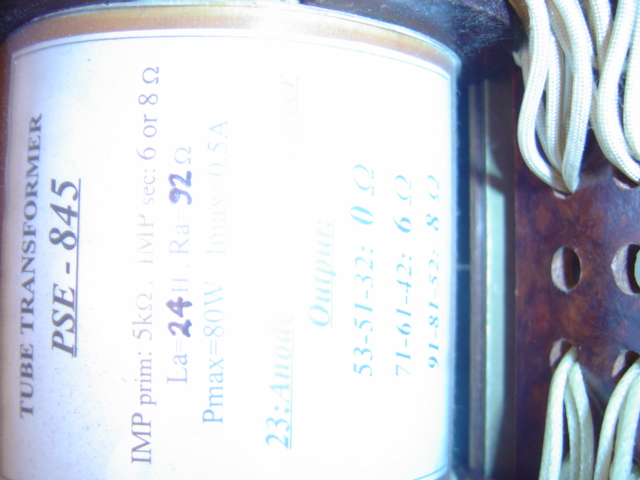 TUBE TRANSFORMER
PSE - 845
IMP prim: 5kΩ , IMP sec: 6 or 8 Ω
La=24H , Ra=92Ω
Pmax=80W Imax=0,5A
23:Anode
Output:
53-51-32: 0 Ω
71-61-42: 6 Ω
91-81-52: 8 Ω